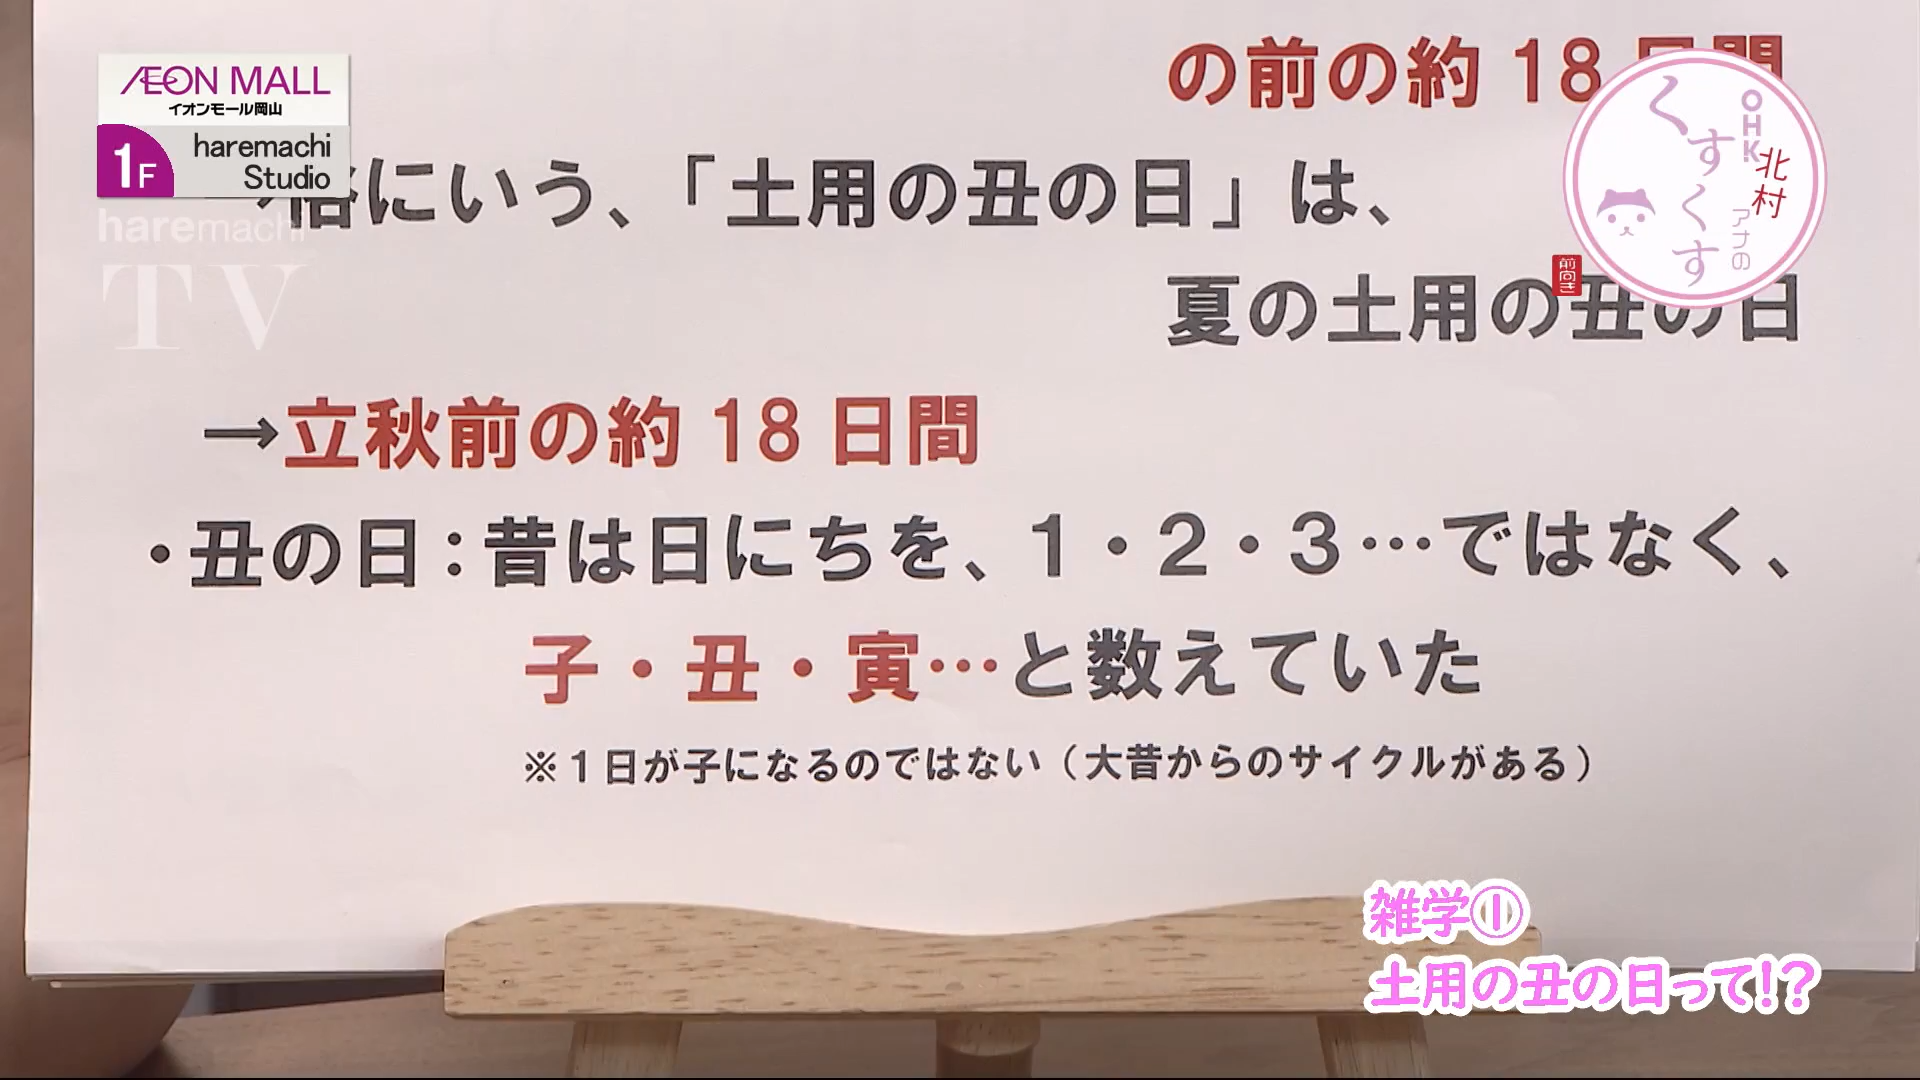 ÆON MALL
イオンモール岡山
1F
haremachi
Studio
haremachi
TV
の前の約18日間
俗にいう、「土用の丑の日」は、
夏の土用の丑の日
→立秋前の約18日間
・丑の日：昔は日にちを、1・2・3…ではなく、
子・丑・寅…と数えていた
※1日が子になるのではない（大昔からのサイクルがある）
OHK
北村
アナの
くすくす
前向き
雑学①
土用の丑の日って!?